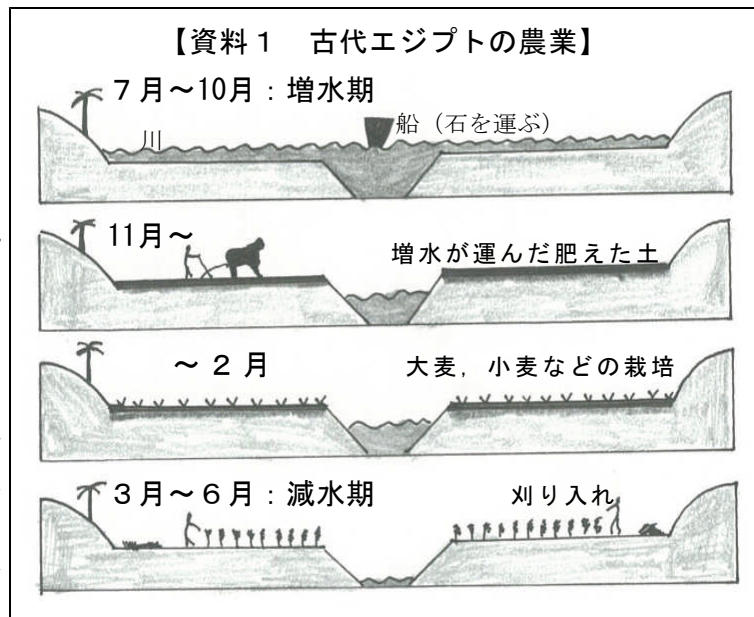 【資料１　古代エジプトの農業】
７月～10月：増水期
船（石を運ぶ）
川
11月～
増水が運んだ肥えた土
～２月
大麦，小麦などの栽培
３月～６月：減水期
刈り入れ